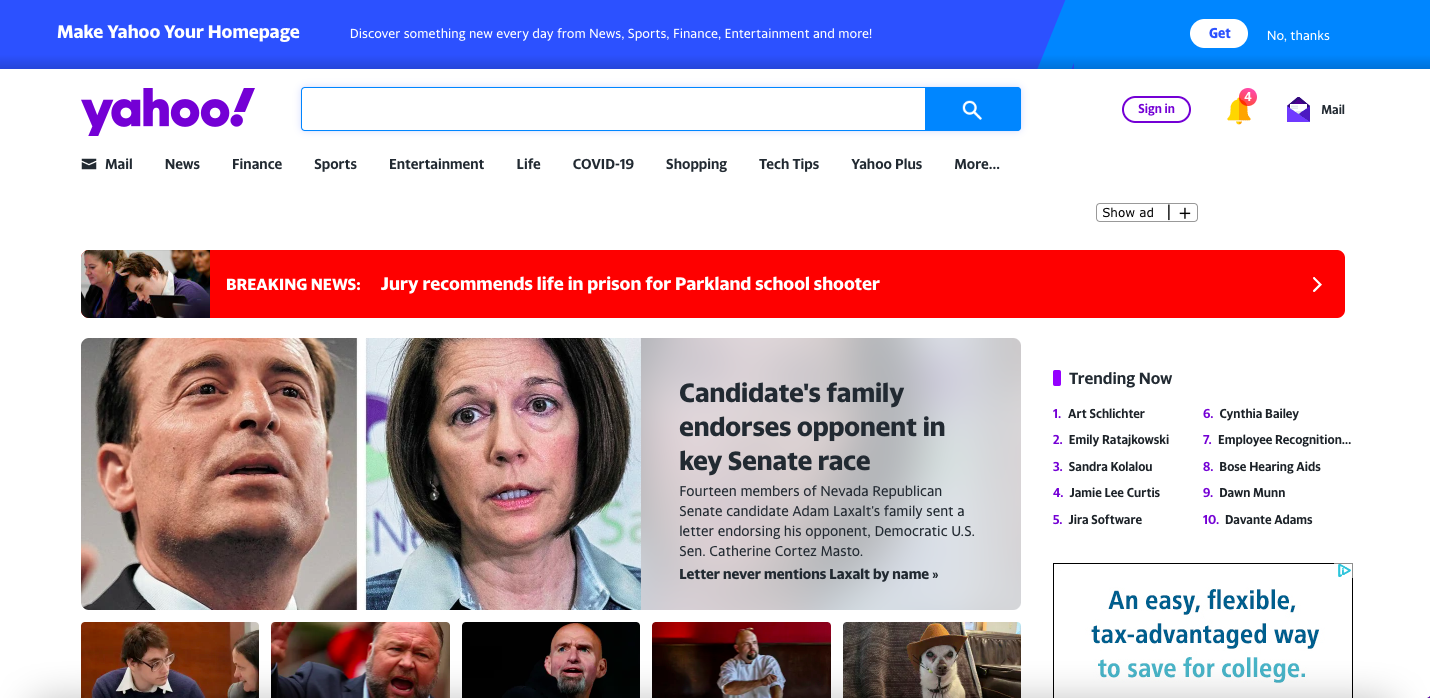 Make Yahoo Your Homepage
Discover something new every day from News, Sports, Finance, Entertainment and more!
Get
No, thanks
yahoo!
Sign in
4
Mail
Mail
News
Finance
Sports
Entertainment
Life
COVID-19
Shopping
Tech Tips
Yahoo Plus
More...
Show ad
+
BREAKING NEWS:
Jury recommends life in prison for Parkland school shooter
Candidate's family
endorses opponent in
key Senate race
Fourteen members of Nevada Republican
Senate candidate Adam Laxalt's family sent a
letter endorsing his opponent, Democratic U.S.
Sen. Catherine Cortez Masto.
Letter never mentions Laxalt by name »
Trending Now
1. Art Schlichter
2. Emily Ratajkowski
3. Sandra Kolalou
4. Jamie Lee Curtis
5. Jira Software
6. Cynthia Bailey
7. Employee Recognition...
8. Bose Hearing Aids
9. Dawn Munn
10. Davante Adams
An easy, flexible,
tax-advantaged way
to save for college.